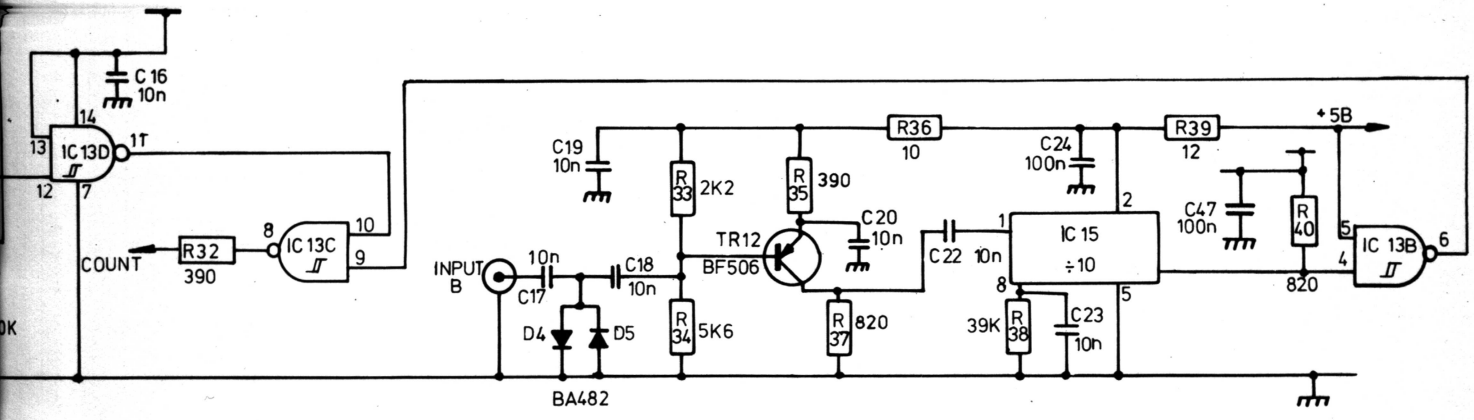 C 16
10n
14
13
IC 13D
1T
12
7
8
10
IC 13C
9
COUNT
R32
390
0K
INPUT
B
10n
C17
C18
10n
D4
D5
BA482
C19
10n
R
33
2K2
R
34
5K6
TR12
BF506
R
35
390
C20
10n
R
37
820
R36
10
C22
10n
C24
100n
R39
12
+5B
2
1
IC 15
÷10
8
5
39K
R
38
C23
10n
C47
100n
R
40
820
5
4
IC 13B
6